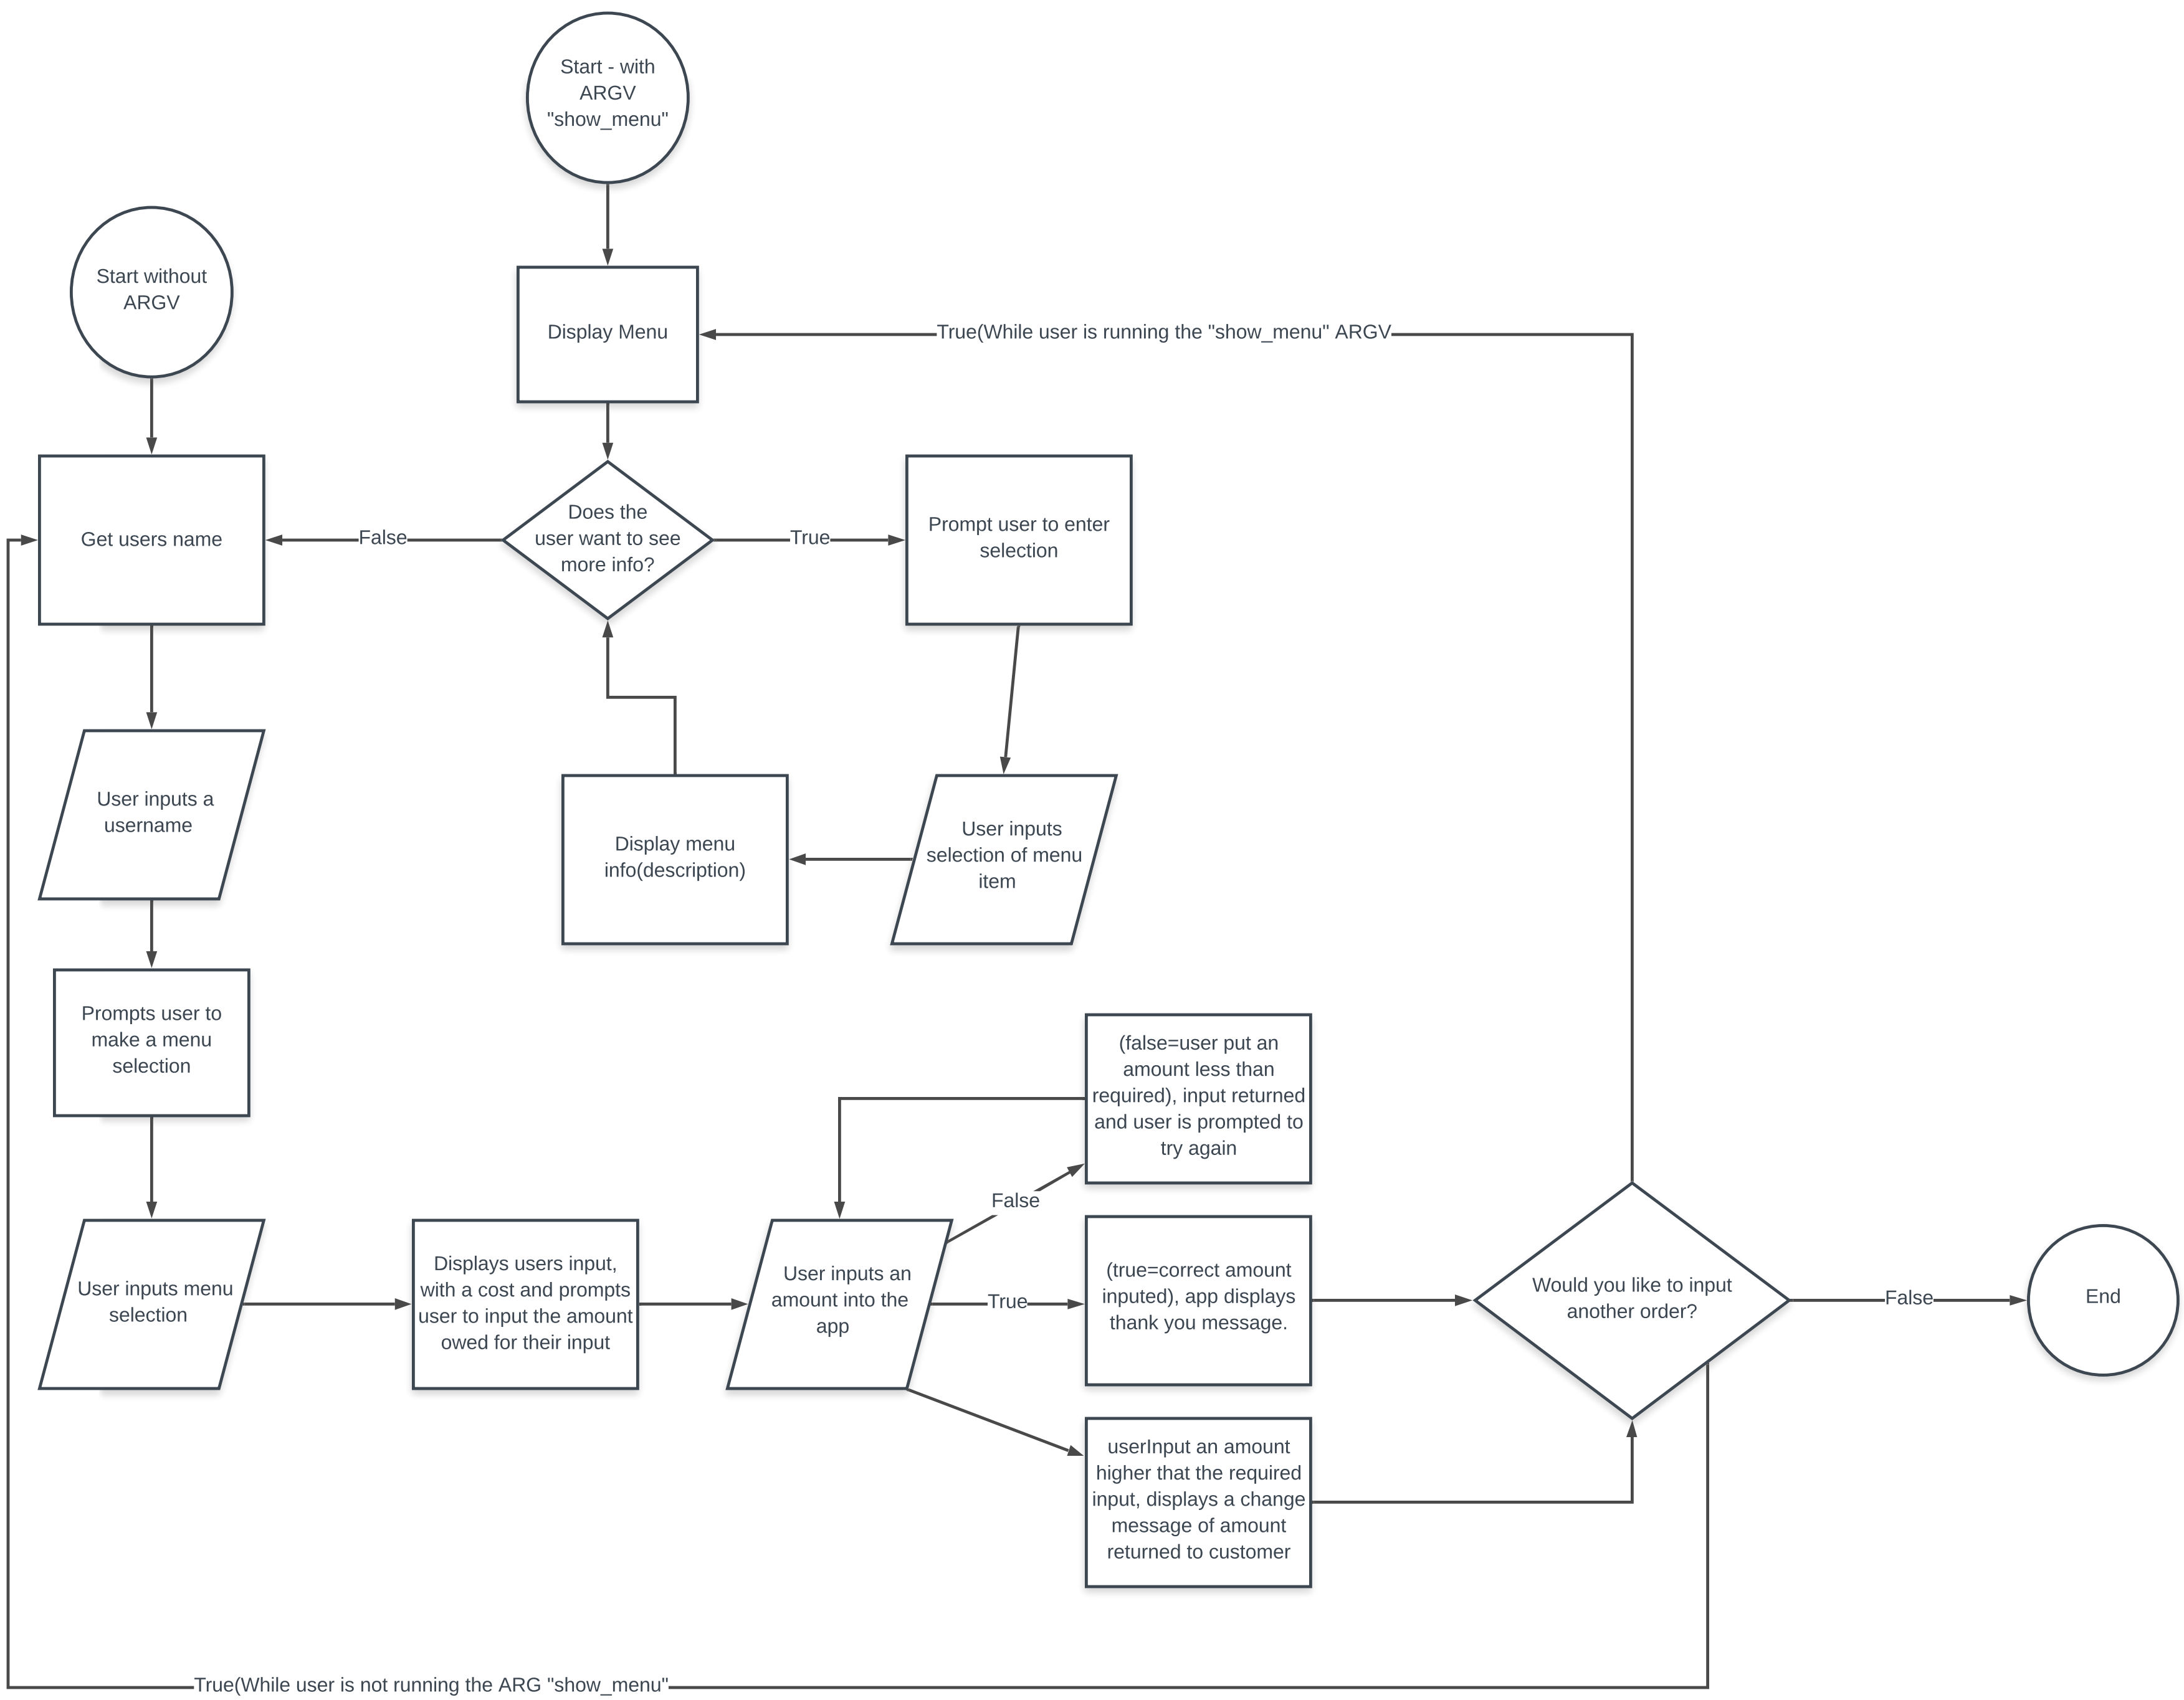 Start - with
ARGV
"show_menu"
Start without
ARGV
Display Menu
True(While user is running the "show_menu" ARGV
Get users name
False
Does the
user want to see
more info?
True
Prompt user to enter
selection
User inputs a
username
Display menu
info(description)
User inputs
selection of menu
item
Prompts user to
make a menu
selection
(false=user put an
amount less than
required), input returned
and user is prompted to
try again
False
User inputs menu
selection
Displays users input,
with a cost and prompts
user to input the amount
owed for their input
User inputs an
amount into the
app
True
(true=correct amount
inputed), app displays
thank you message.
Would you like to input
another order?
False
End
userInput an amount
higher that the required
input, displays a change
message of amount
returned to customer
True(While user is not running the ARG "show_menu"